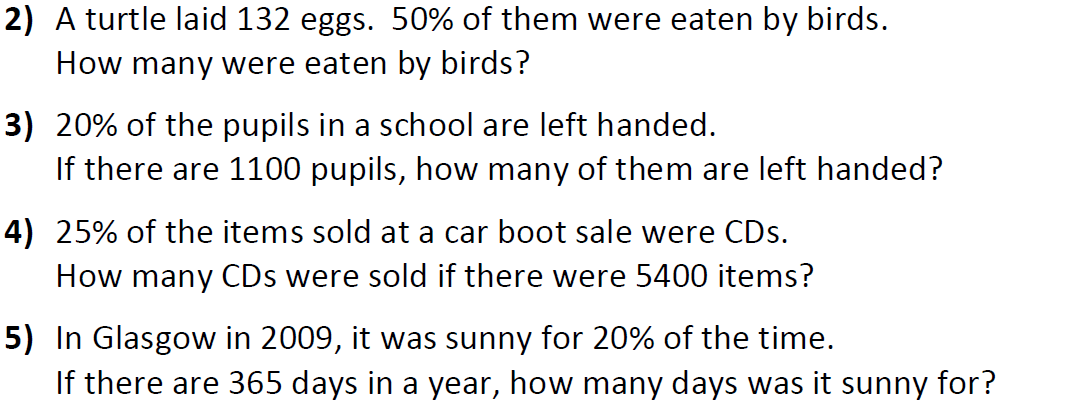 2) A turtle laid 132 eggs.  50% of them were eaten by birds.
How many were eaten by birds?
3) 20% of the pupils in a school are left handed.
If there are 1100 pupils, how many of them are left handed?
4) 25% of the items sold at a car boot sale were CDs.
How many CDs were sold if there were 5400 items?
5) In Glasgow in 2009, it was sunny for 20% of the time.
If there are 365 days in a year, how many days was it sunny for?